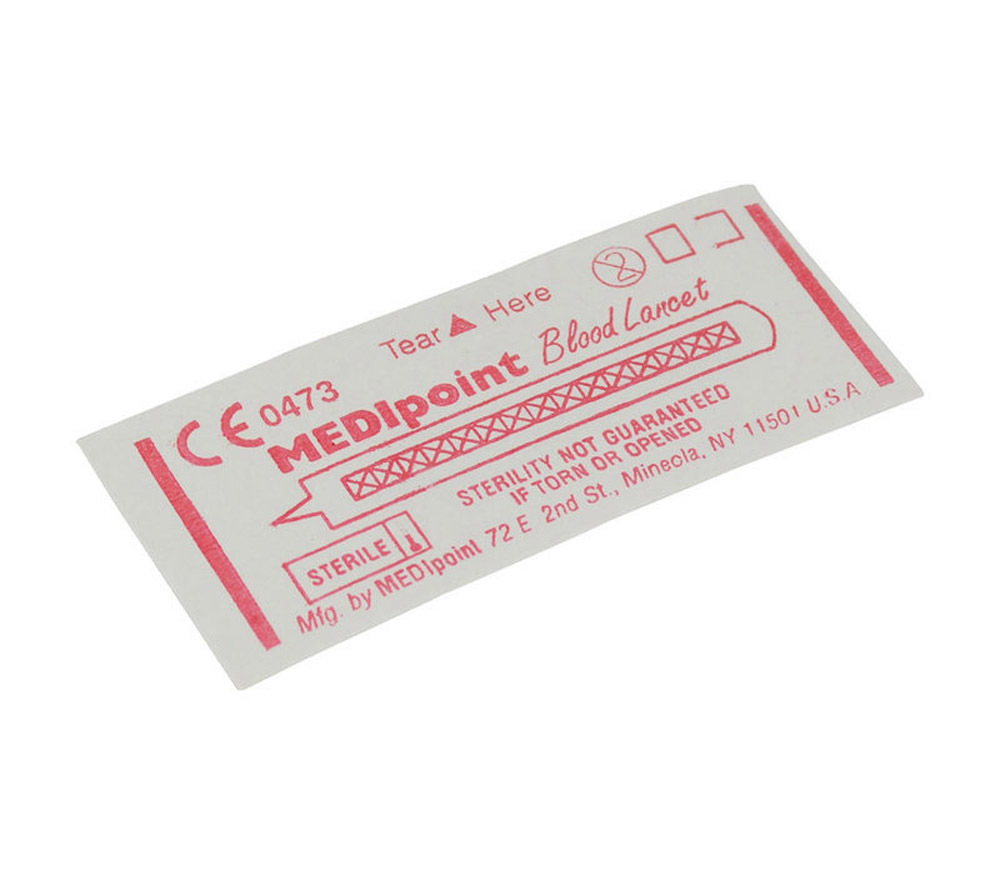 Tear Here
CE 0473
MEDIpoint Blood Lancet
STERILITY NOT GUARANTEED
IF TORN OR OPENED
STERILE
Mfg. by MEDIpoint 72 E 2nd St., Mineola, NY 11501 U.S.A
2